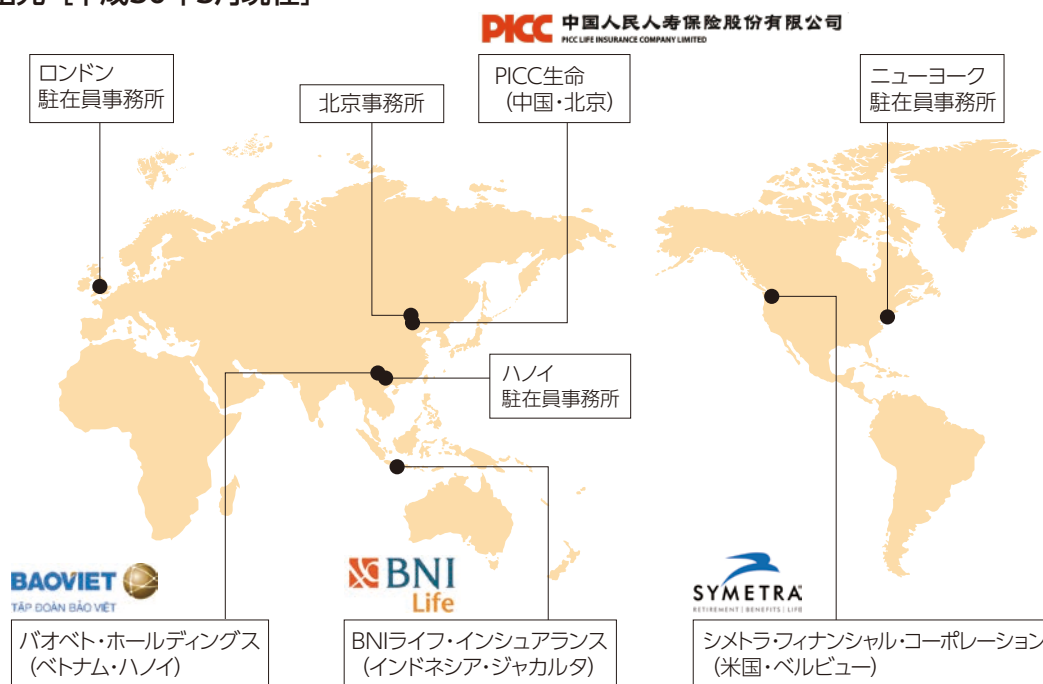 PICC 中国人民人寿保险股份有限公司
PICC LIFE INSURANCE COMPANY LIMITED
ロンドン
駐在員事務所
北京事務所
PICC生命
(中国・北京)
ニューヨーク
駐在員事務所
ハノイ
駐在員事務所
BAOVIET
TẬP ĐOÀN BẢO VIỆT
バオベト・ホールディングス
(ベトナム・ハノイ)
BNI
Life
BNIライフ・インシュアランス
(インドネシア・ジャカルタ)
SYMETRA
RETIREMENT | BENEFITS | LIFE
シメトラ・フィナンシャル・コーポレーション
(米国・ベルビュー)